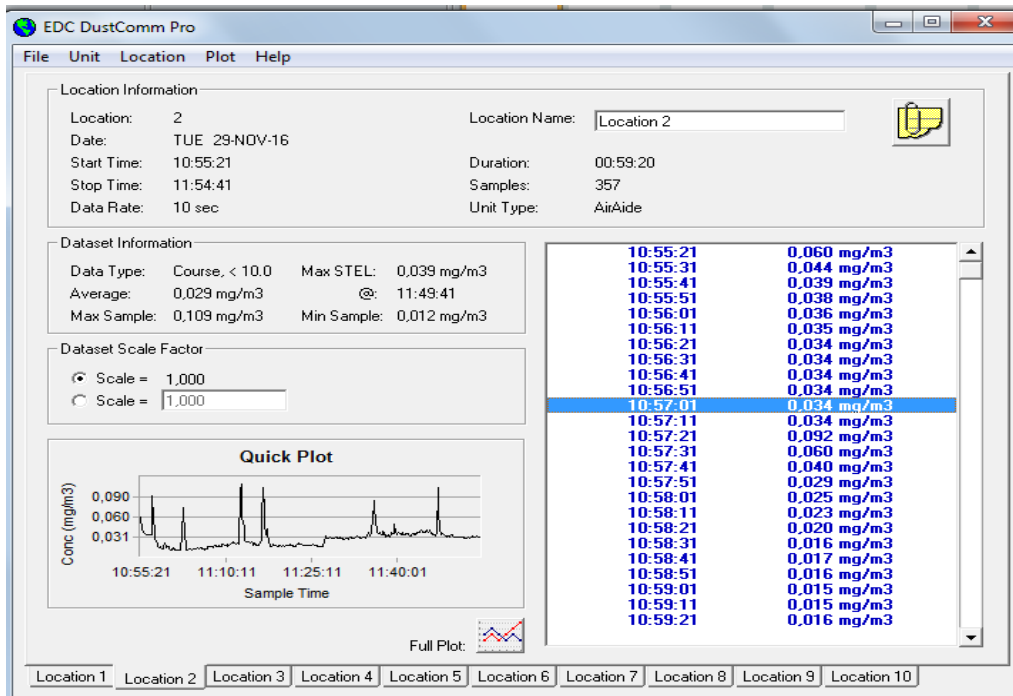 EDC DustComm Pro
File Unit Location Plot Help
Location Information
Location: 2 Location Name: Location 2
Date: TUE 29-NOV-16
Start Time: 10:55:21 Duration: 00:59:20
Stop Time: 11:54:41 Samples: 357
Data Rate: 10 sec Unit Type: AirAide
Dataset Information
Data Type: Course, < 10.0 Max STEL: 0,039 mg/m3
Average: 0,029 mg/m3 @: 11:49:41
Max Sample: 0,109 mg/m3 Min Sample: 0,012 mg/m3
Dataset Scale Factor
Scale = 1,000
Scale = 1,000
Quick Plot
Conc (mg/m3)
0,090
0,060
0,031
10:55:21 11:10:11 11:25:11 11:40:01
Sample Time
Full Plot:
10:55:21 0,060 mg/m3
10:55:31 0,044 mg/m3
10:55:41 0,039 mg/m3
10:55:51 0,038 mg/m3
10:56:01 0,036 mg/m3
10:56:11 0,035 mg/m3
10:56:21 0,034 mg/m3
10:56:31 0,034 mg/m3
10:56:41 0,034 mg/m3
10:56:51 0,034 mg/m3
10:57:01 0,034 mg/m3
10:57:11 0,034 mg/m3
10:57:21 0,092 mg/m3
10:57:31 0,060 mg/m3
10:57:41 0,040 mg/m3
10:57:51 0,029 mg/m3
10:58:01 0,025 mg/m3
10:58:11 0,023 mg/m3
10:58:21 0,020 mg/m3
10:58:31 0,016 mg/m3
10:58:41 0,017 mg/m3
10:58:51 0,016 mg/m3
10:59:01 0,015 mg/m3
10:59:11 0,015 mg/m3
10:59:21 0,016 mg/m3
Location 1 Location 2 Location 3 Location 4 Location 5 Location 6 Location 7 Location 8 Location 9 Location 10